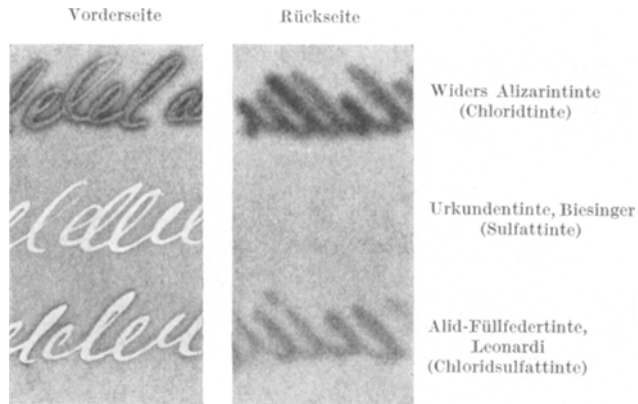 Vorderseite Rückseite
Widers Alizarintinte
(Chloridtinte)
Urkundentinte, Biesinger
(Sulfattinte)
Alid-Füllfedertinte,
Leonardi
(Chloridsulfattinte)